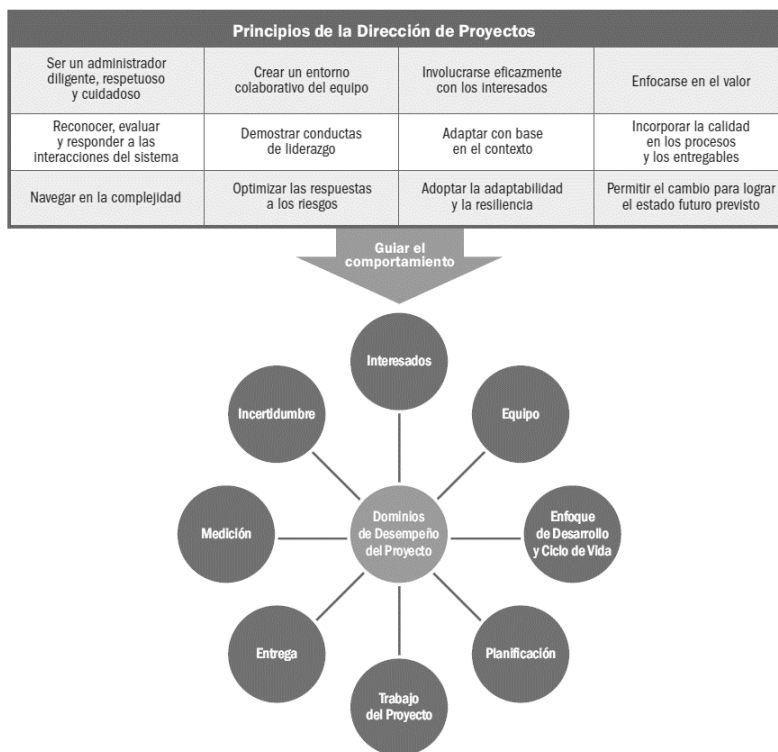 Principios de la Dirección de Proyectos
Ser un administrador
diligente, respetuoso
y cuidadoso
Crear un entorno
colaborativo del equipo
Involucrarse eficazmente
con los interesados
Enfocarse en el valor
Reconocer, evaluar
y responder a las
interacciones del sistema
Demostrar conductas
de liderazgo
Adaptar con base
en el contexto
Incorporar la calidad
en los procesos
y los entregables
Navegar en la complejidad
Optimizar las respuestas
a los riesgos
Adoptar la adaptabilidad
y la resiliencia
Permitir el cambio para lograr
el estado futuro previsto
Guiar el
comportamiento
Interesados
Incertidumbre
Equipo
Medición
Dominios
de Desempeño
del Proyecto
Enfoque
de Desarrollo
y Ciclo de Vida
Entrega
Planificación
Trabajo
del Proyecto